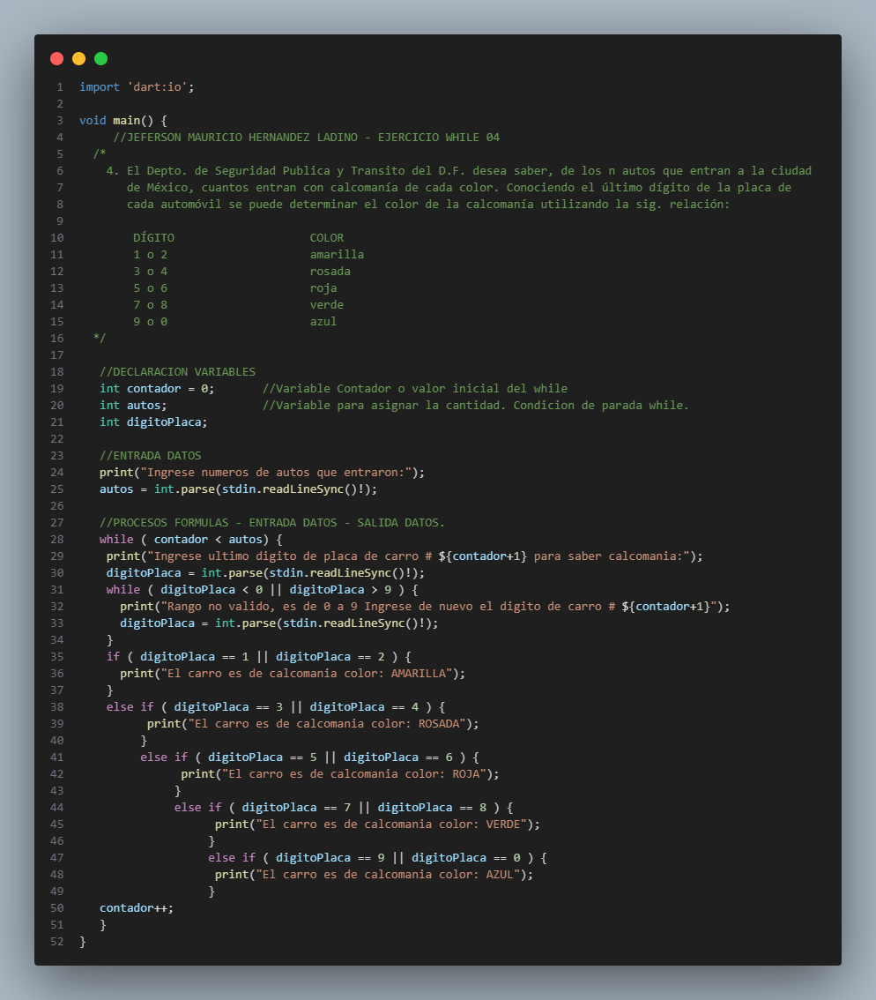 1 import 'dart:io';
2
3 void main() {
4 //JEFERSON MAURICIO HERNANDEZ LADINO - EJERCICIO WHILE 04
5 /*
6 4. El Depto. de Seguridad Publica y Transito del D.F. desea saber, de los n autos que entran a la ciudad
7 de México, cuantos entran con calcomanía de cada color. Conociendo el último dígito de la placa de
8 cada automóvil se puede determinar el color de la calcomanía utilizando la sig. relación:
9
10 DÍGITO COLOR
11 1 o 2 amarilla
12 3 o 4 rosada
13 5 o 6 roja
14 7 o 8 verde
15 9 o 0 azul
16 */
17
18 //DECLARACION VARIABLES
19 int contador = 0; //Variable Contador o valor inicial del while
20 int autos; //Variable para asignar la cantidad. Condicion de parada while.
21 int digitoPlaca;
22
23 //ENTRADA DATOS
24 print("Ingrese numeros de autos que entraron:");
25 autos = int.parse(stdin.readLineSync()!);
26
27 //PROCESOS FORMULAS - ENTRADA DATOS - SALIDA DATOS.
28 while ( contador < autos) {
29 print("Ingrese ultimo digito de placa de carro # ${contador+1} para saber calcomania:");
30 digitoPlaca = int.parse(stdin.readLineSync()!);
31 while ( digitoPlaca < 0 || digitoPlaca > 9 ) {
32 print("Rango no valido, es de 0 a 9 Ingrese de nuevo el digito de carro # ${contador+1}");
33 digitoPlaca = int.parse(stdin.readLineSync()!);
34 }
35 if ( digitoPlaca == 1 || digitoPlaca == 2 ) {
36 print("El carro es de calcomania color: AMARILLA");
37 }
38 else if ( digitoPlaca == 3 || digitoPlaca == 4 ) {
39 print("El carro es de calcomania color: ROSADA");
40 }
41 else if ( digitoPlaca == 5 || digitoPlaca == 6 ) {
42 print("El carro es de calcomania color: ROJA");
43 }
44 else if ( digitoPlaca == 7 || digitoPlaca == 8 ) {
45 print("El carro es de calcomania color: VERDE");
46 }
47 else if ( digitoPlaca == 9 || digitoPlaca == 0 ) {
48 print("El carro es de calcomania color: AZUL");
49 }
50 contador++;
51 }
52 }